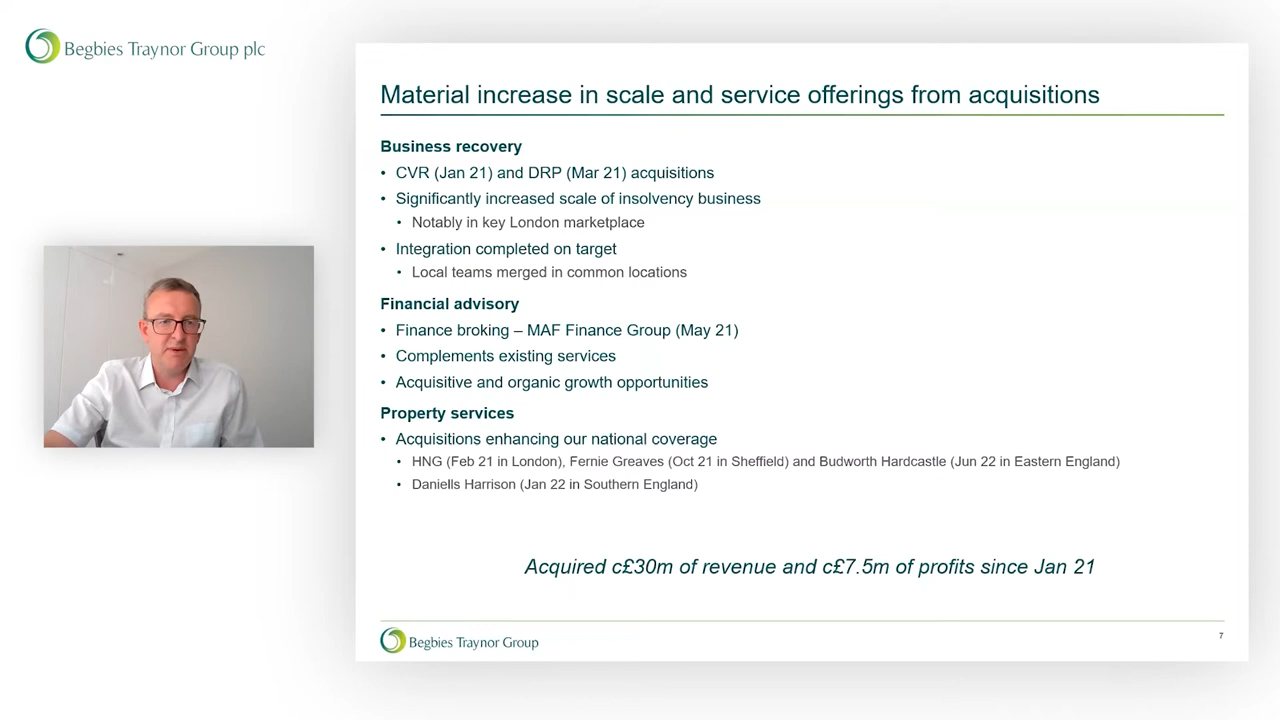 Begbies Traynor Group plc
Material increase in scale and service offerings from acquisitions
Business recovery
• CVR (Jan 21) and DRP (Mar 21) acquisitions
• Significantly increased scale of insolvency business
• Notably in key London marketplace
• Integration completed on target
• Local teams merged in common locations
Financial advisory
• Finance broking – MAF Finance Group (May 21)
• Complements existing services
• Acquisitive and organic growth opportunities
Property services
• Acquisitions enhancing our national coverage
• HNG (Feb 21 in London), Fernie Greaves (Oct 21 in Sheffield) and Budworth Hardcastle (Jun 22 in Eastern England)
• Daniells Harrison (Jan 22 in Southern England)
Acquired c£30m of revenue and c£7.5m of profits since Jan 21
Begbies Traynor Group
7